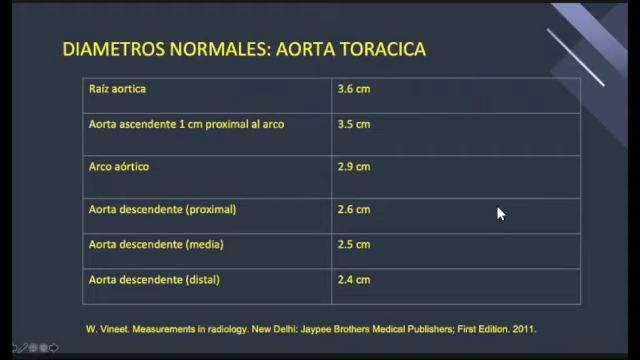 DIAMETROS NORMALES: AORTA TORACICA
Raíz aortica 3.6 cm
Aorta ascendente 1 cm proximal al arco 3.5 cm
Arco aórtico 2.9 cm
Aorta descendente (proximal) 2.6 cm
Aorta descendente (media) 2.5 cm
Aorta descendente (distal) 2.4 cm
W. Vineet. Measurements in radiology. New Delhi: Jaypee Brothers Medical Publishers; First Edition. 2011.